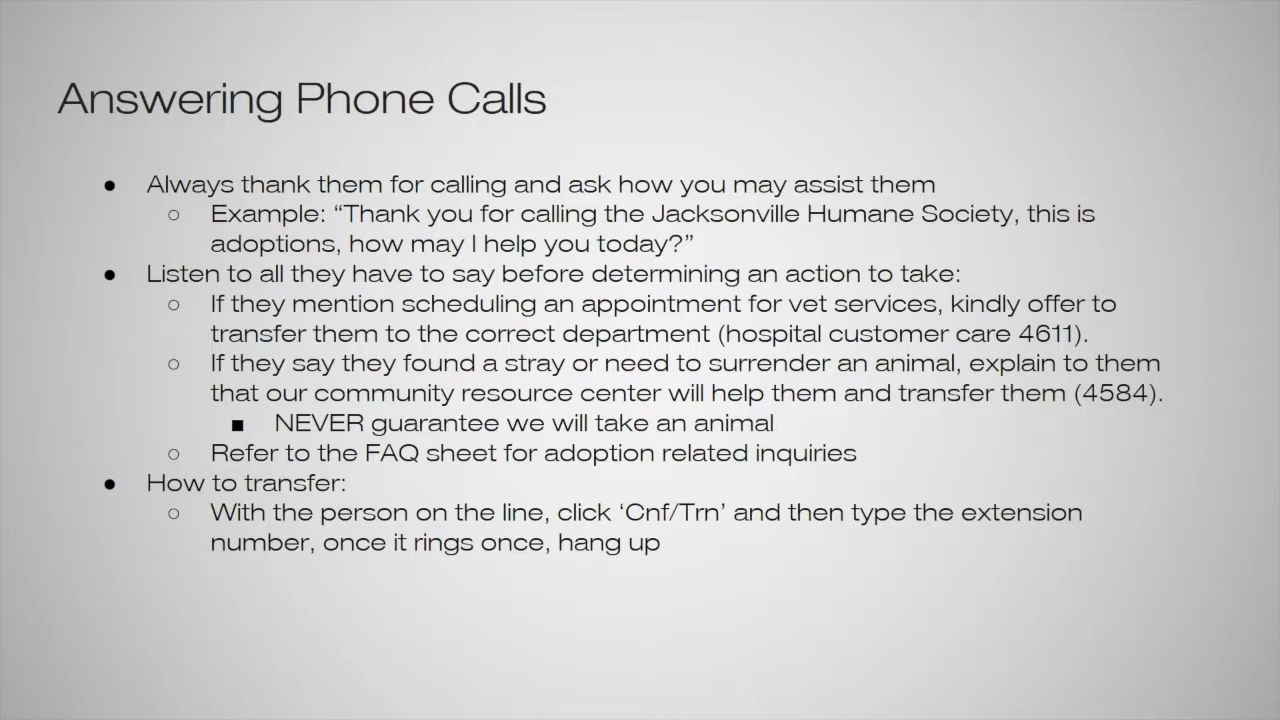 Answering Phone Calls
● Always thank them for calling and ask how you may assist them
○ Example: “Thank you for calling the Jacksonville Humane Society, this is
adoptions, how may I help you today?”
● Listen to all they have to say before determining an action to take:
○ If they mention scheduling an appointment for vet services, kindly offer to
transfer them to the correct department (hospital customer care 4611).
○ If they say they found a stray or need to surrender an animal, explain to them
that our community resource center will help them and transfer them (4584).
■ NEVER guarantee we will take an animal
○ Refer to the FAQ sheet for adoption related inquiries
● How to transfer:
○ With the person on the line, click ‘Cnf/Trn’ and then type the extension
number, once it rings once, hang up